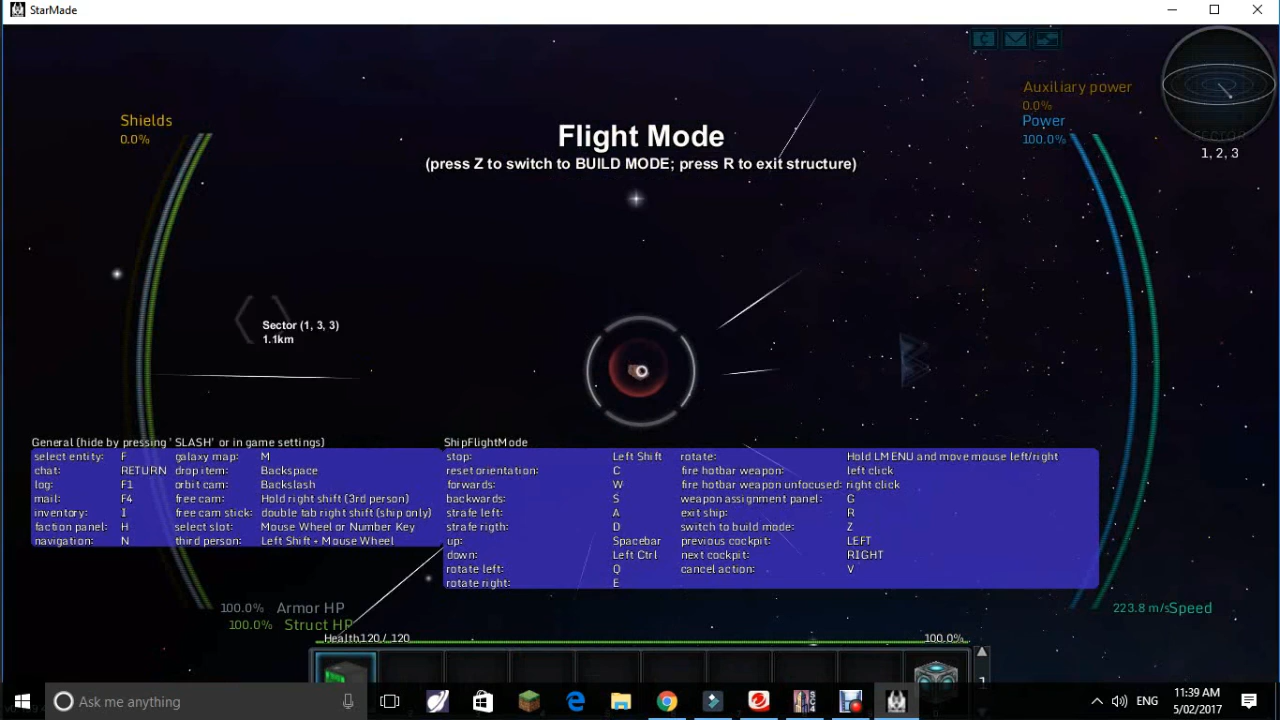 StarMade
Auxiliary power
0.0%
Shields
0.0%
Power
100.0%
1, 2, 3
Flight Mode
(press Z to switch to BUILD MODE; press R to exit structure)
Sector (1, 3, 3)
1.1km
General (hide by pressing ' SLASH' or in game settings)
select entity: F galaxy map: M
chat: RETURN drop item: Backspace
log: F1 orbit cam: Backslash
mail: F4 free cam: Hold right shift (3rd person)
inventory: I free cam stick: double tab right shift (ship only)
faction panel: H select slot: Mouse Wheel or Number Key
navigation: N third person: Left Shift + Mouse Wheel
ShipFlightMode
stop: Left Shift rotate: Hold LMENU and move mouse left/right
reset orientation: C fire hotbar weapon: left click
forwards: W fire hotbar weapon unfocused: right click
backwards: S weapon assignment panel: G
strafe left: A exit ship: R
strafe rigth: D switch to build mode: Z
up: Spacebar previous cockpit: LEFT
down: Left Ctrl next cockpit: RIGHT
rotate left: Q cancel action: V
rotate right: E
100.0% Armor HP
100.0% Struct HP
223.8 m/s Speed
Health 120 / 120
100.0%
1
Ask me anything
ENG
11:39 AM
5/02/2017